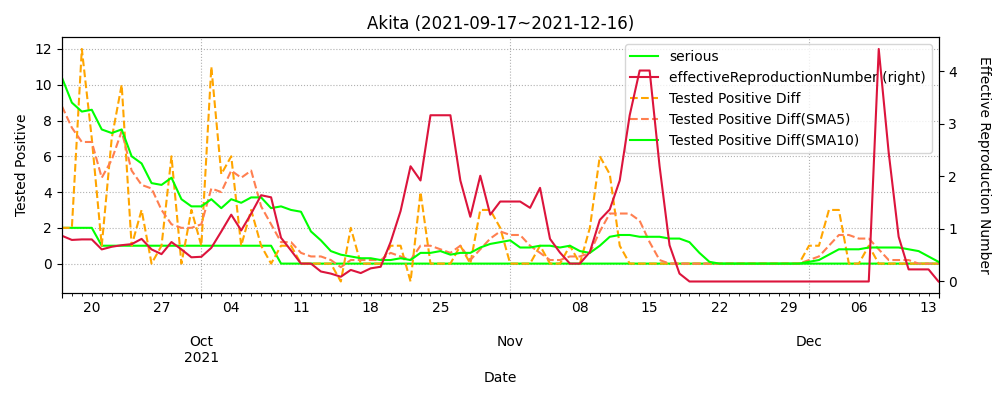 Akita (2021-09-17~2021-12-16)
serious
effectiveReproductionNumber (right)
Tested Positive Diff
Tested Positive Diff(SMA5)
Tested Positive Diff(SMA10)
Tested Positive
12
10
8
6
4
2
0
Effective Reproduction Number
4
3
2
1
0
20 27 04 11 18 25 08 15 22 29 06 13
Oct Nov Dec
2021
Date